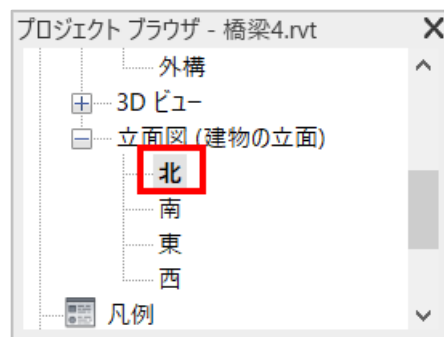 プロジェクト ブラウザ - 橋梁4.rvt
外構
3D ビュー
立面図 (建物の立面)
北
南
東
西
凡例